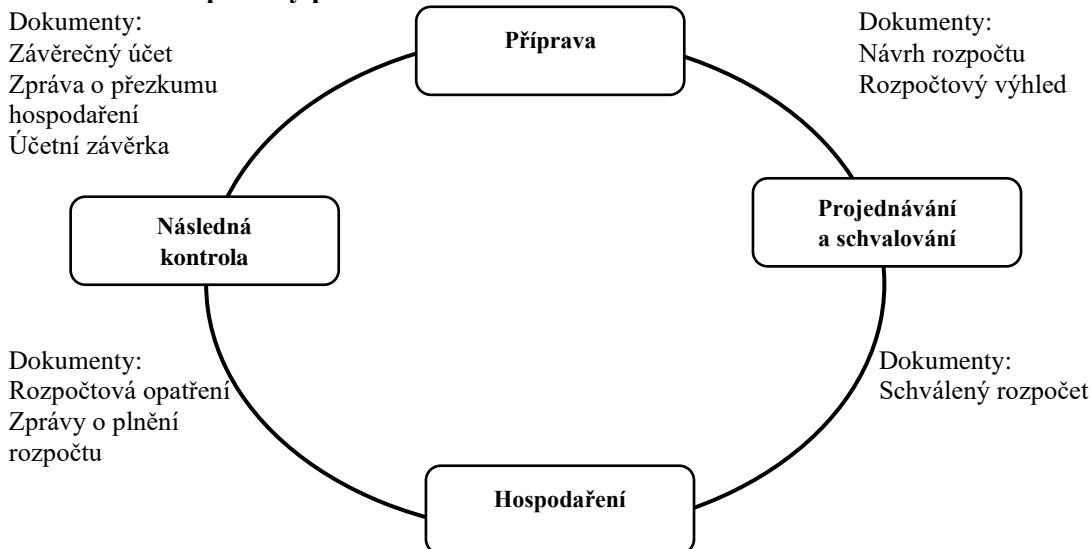 Dokumenty:
Závěrečný účet
Zpráva o přezkumu
hospodaření
Účetní závěrka
Příprava
Dokumenty:
Návrh rozpočtu
Rozpočtový výhled
Následná
kontrola
Projednávání
a schvalování
Dokumenty:
Rozpočtová opatření
Zprávy o plnění
rozpočtu
Dokumenty:
Schválený rozpočet
Hospodaření